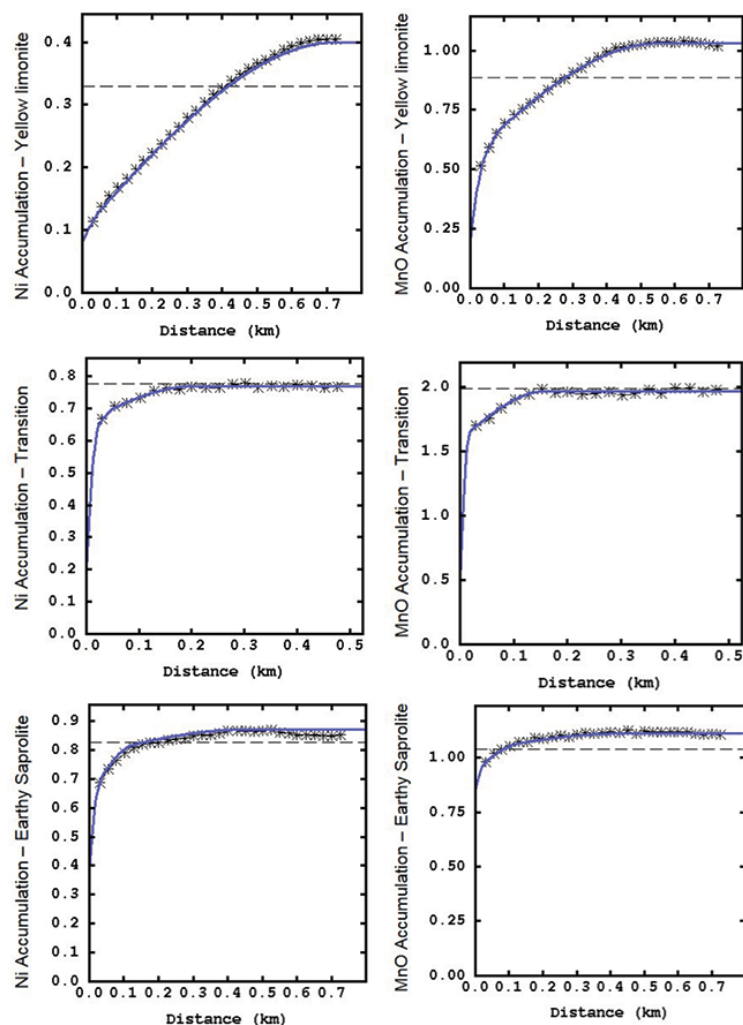 Ni Accumulation – Yellow limonite
0.4
0.3
0.2
0.1
0.0
0.0 0.1 0.2 0.3 0.4 0.5 0.6 0.7
Distance (km)
MnO Accumulation – Yellow limonite
1.00
0.75
0.50
0.25
0.0
0.0 0.1 0.2 0.3 0.4 0.5 0.6 0.7
Distance (km)
Ni Accumulation – Transition
0.8
0.7
0.6
0.5
0.4
0.3
0.2
0.1
0.0
0.0 0.1 0.2 0.3 0.4 0.5
Distance (km)
MnO Accumulation – Transition
2.0
1.5
1.0
0.5
0.0
0.0 0.1 0.2 0.3 0.4 0.5
Distance (km)
Ni Accumulation – Earthy Saprolite
0.9
0.8
0.7
0.6
0.5
0.4
0.3
0.2
0.1
0.0
0.0 0.1 0.2 0.3 0.4 0.5 0.6 0.7
Distance (km)
MnO Accumulation – Earthy Saprolite
1.00
0.75
0.50
0.25
0.00
0.0 0.1 0.2 0.3 0.4 0.5 0.6 0.7
Distance (km)